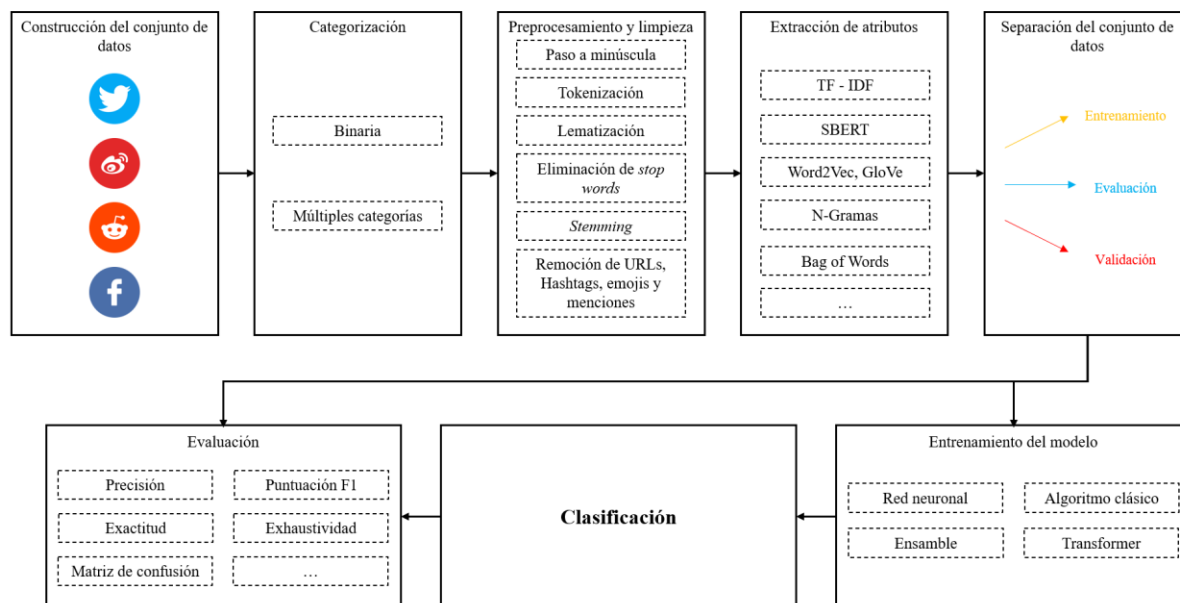 Construcción del conjunto de
datos
Categorización
Binaria
Múltiples categorías
Preprocesamiento y limpieza
Paso a minúscula
Tokenización
Lematización
Eliminación de stop
words
Stemming
Remoción de URLs,
Hashtags, emojis y
menciones
Extracción de atributos
TF - IDF
SBERT
Word2Vec, GloVe
N-Gramas
Bag of Words
…
Separación del conjunto de
datos
Entrenamiento
Evaluación
Validación
Evaluación
Precisión
Puntuación F1
Exactitud
Exhaustividad
Matriz de confusión
…
Clasificación
Entrenamiento del modelo
Red neuronal
Algoritmo clásico
Ensamble
Transformer